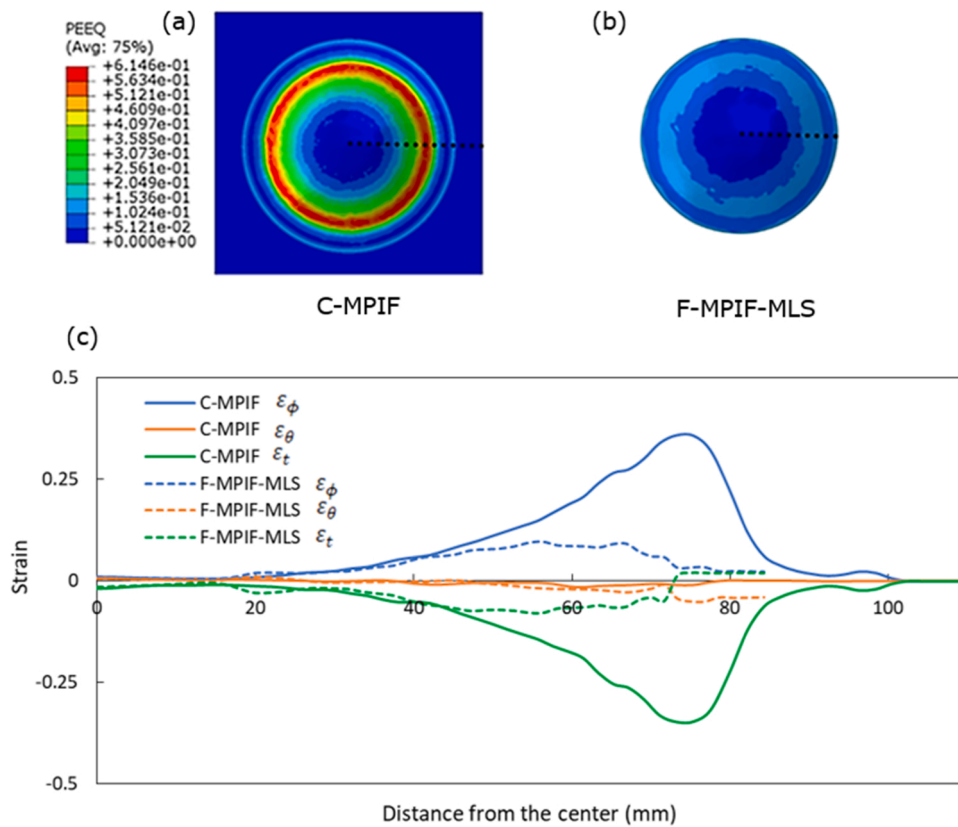 PEEQ
(Avg: 75%)
+6.146e-01
+5.634e-01
+5.121e-01
+4.609e-01
+4.097e-01
+3.585e-01
+3.073e-01
+2.561e-01
+2.049e-01
+1.536e-01
+1.024e-01
+5.121e-02
+0.000e+00
(a)
C-MPIF
(b)
F-MPIF-MLS
(c)
0.5
0.25
0
-0.25
-0.5
Strain
C-MPIF εϕ
C-MPIF εθ
C-MPIF εt
F-MPIF-MLS εϕ
F-MPIF-MLS εθ
F-MPIF-MLS εt
0 20 40 60 80 100
Distance from the center (mm)